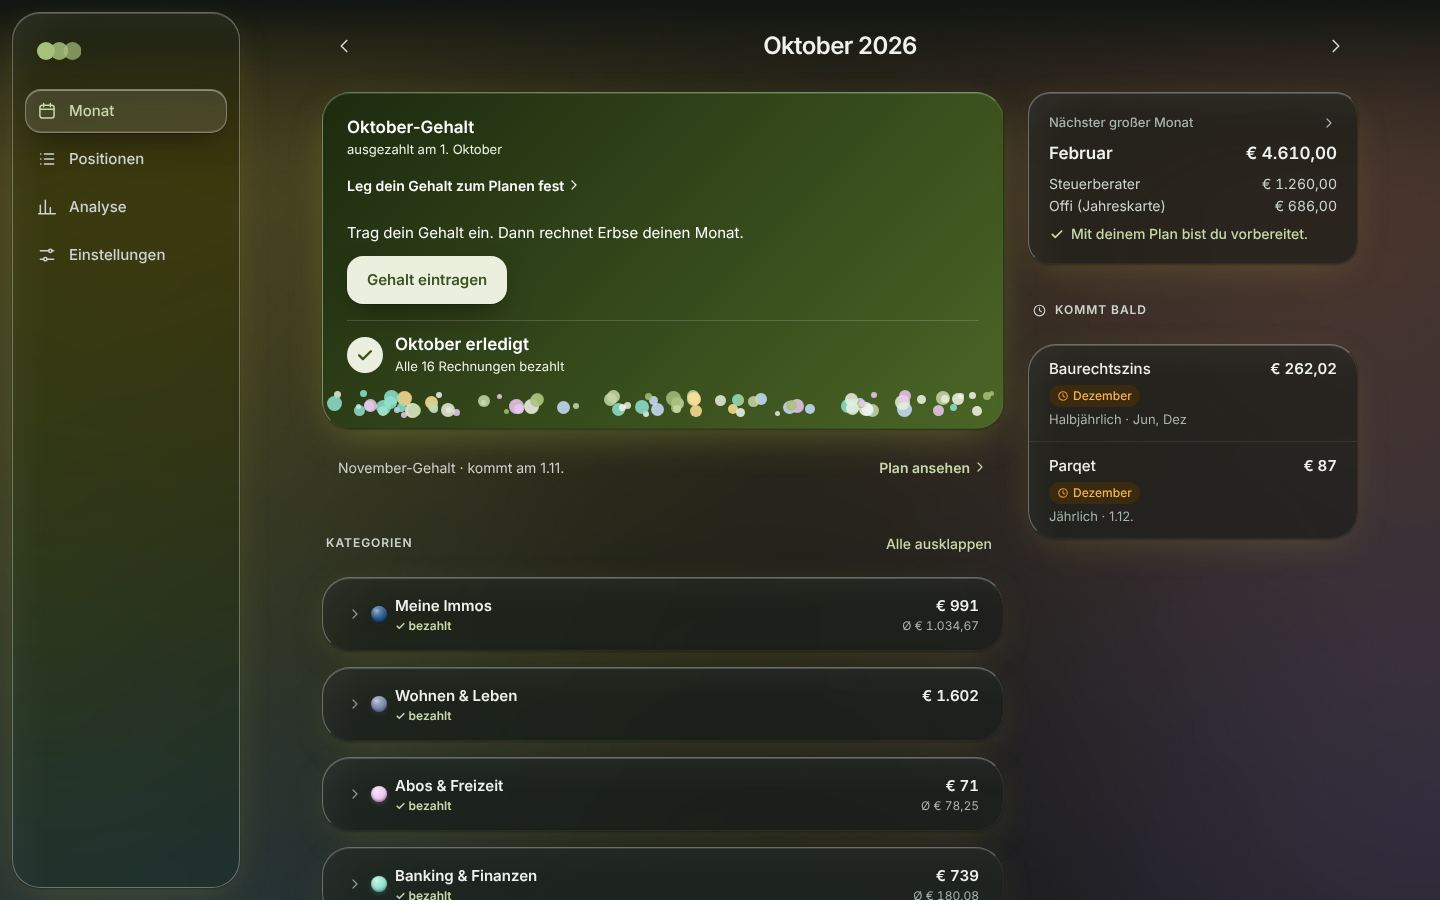 Monat
Positionen
Analyse
Einstellungen
Oktober 2026
Oktober-Gehalt
ausgezahlt am 1. Oktober
Leg dein Gehalt zum Planen fest
Trag dein Gehalt ein. Dann rechnet Erbse deinen Monat.
Gehalt eintragen
Oktober erledigt
Alle 16 Rechnungen bezahlt
November-Gehalt · kommt am 1.11.
Plan ansehen
KATEGORIEN
Alle ausklappen
Meine Immos
€ 991
✓ bezahlt
Ø € 1.034,67
Wohnen & Leben
€ 1.602
✓ bezahlt
Abos & Freizeit
€ 71
✓ bezahlt
Ø € 78,25
Banking & Finanzen
€ 739
✓ bezahlt
Ø € 180,08
Nächster großer Monat
Februar
€ 4.610,00
Steuerberater
€ 1.260,00
Offi (Jahreskarte)
€ 686,00
✓ Mit deinem Plan bist du vorbereitet.
KOMMT BALD
Baurechtszins
€ 262,02
Dezember
Halbjährlich · Jun, Dez
Parqet
€ 87
Dezember
Jährlich · 1.12.